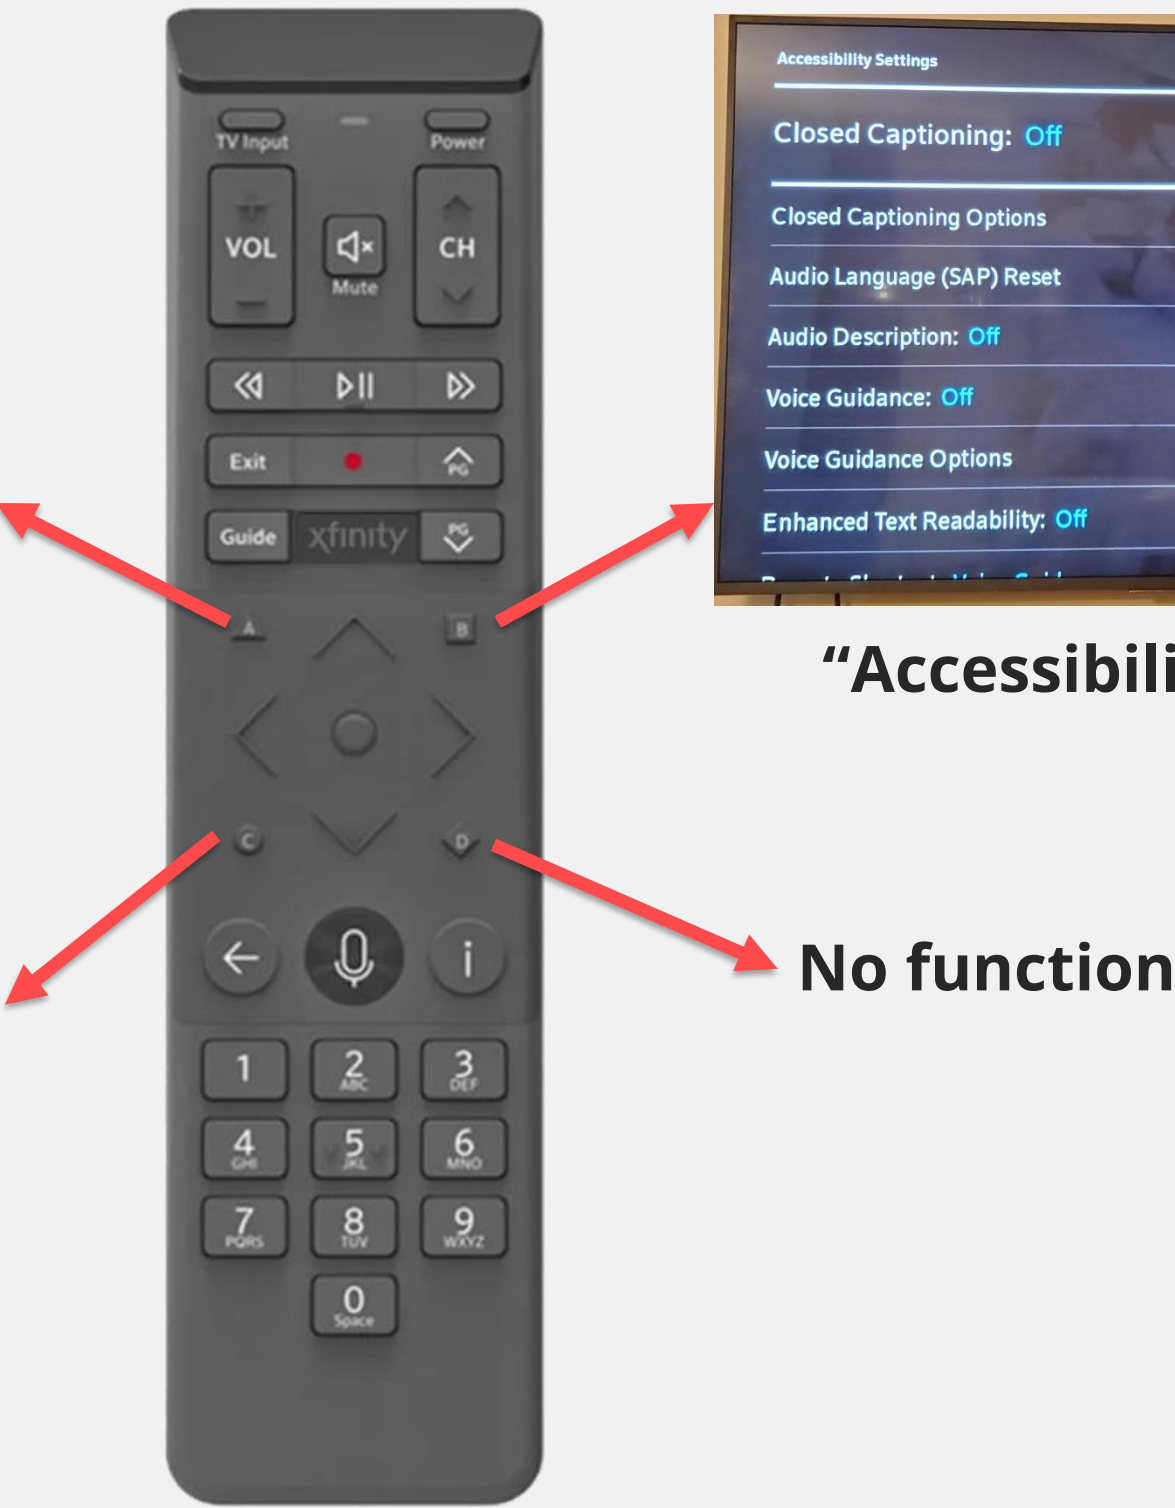 TV Input
Power
VOL
Mute
CH
Exit
PG
Guide
xfinity
PG
A
B
C
D
i
1
2
ABC
3
DEF
4
GHI
5
JKL
6
MNO
7
PQRS
8
TUV
9
WXYZ
0
Space
Accessibility Settings
Closed Captioning: Off
Closed Captioning Options
Audio Language (SAP) Reset
Audio Description: Off
Voice Guidance: Off
Voice Guidance Options
Enhanced Text Readability: Off
“Accessibili
No function